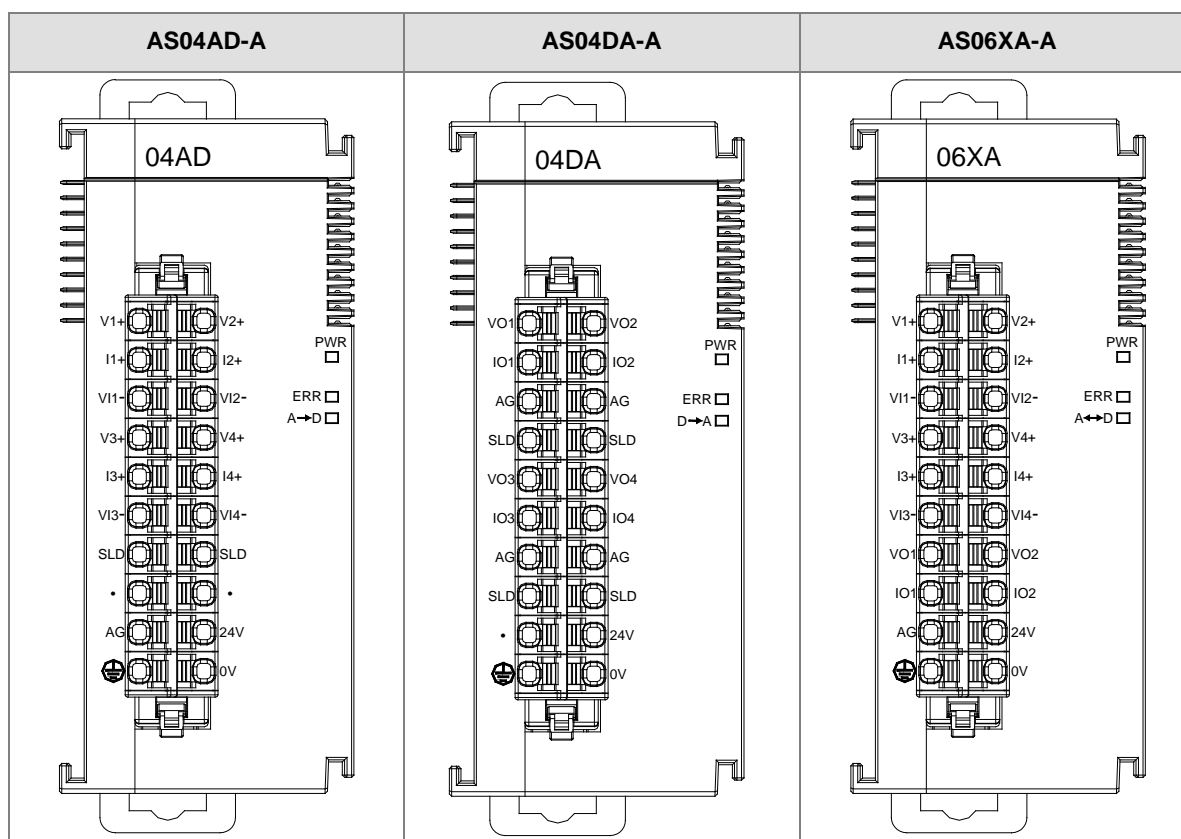 AS04AD-A AS04DA-A AS06XA-A
04AD
V1+ V2+
PWR
I1+ I2+
VI1- VI2- ERR
V3+ V4+ A→D
I3+ I4+
VI3- VI4-
SLD SLD
• •
AG 24V
0V
04DA
VO1 VO2
PWR
IO1 IO2
AG AG ERR
D→A
SLD SLD
VO3 VO4
IO3 IO4
AG AG
SLD SLD
• 24V
0V
06XA
V1+ V2+
PWR
I1+ I2+
VI1- VI2- ERR
V3+ V4+ A↔D
I3+ I4+
VI3- VI4-
VO1 VO2
IO1 IO2
AG 24V
0V